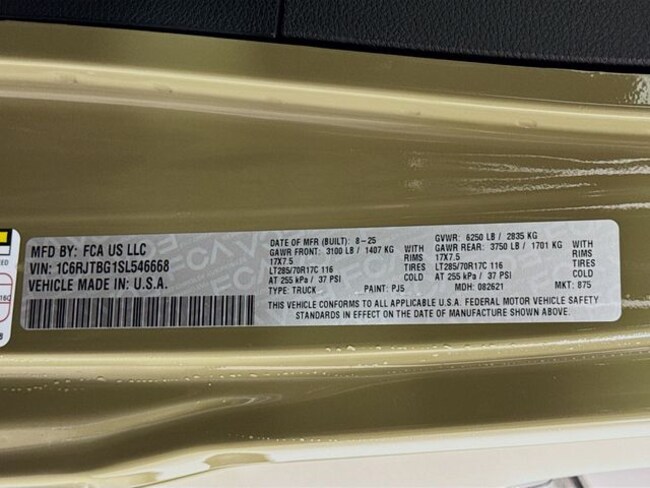 MFD BY: FCA US LLC
VIN: 1C6RJTBG1SL546668
VEHICLE MADE IN: U.S.A.
DATE OF MFR (BUILT): 8-25
GAWR FRONT: 3100 LB / 1407 KG WITH
17X7.5 RIMS
LT285/70R17C 116 TIRES
AT 255 kPa / 37 PSI COLD
TYPE: TRUCK PAINT: PJ5
GVWR: 6250 LB / 2835 KG
GAWR REAR: 3750 LB / 1701 KG WITH
17X7.5 RIMS
LT285/70R17C 116 TIRES
AT 255 kPa / 37 PSI COLD
MDH: 082621 MKT: B75
THIS VEHICLE CONFORMS TO ALL APPLICABLE U.S.A. FEDERAL MOTOR VEHICLE SAFETY
STANDARDS IN EFFECT ON THE DATE OF MANUFACTURE SHOWN ABOVE.